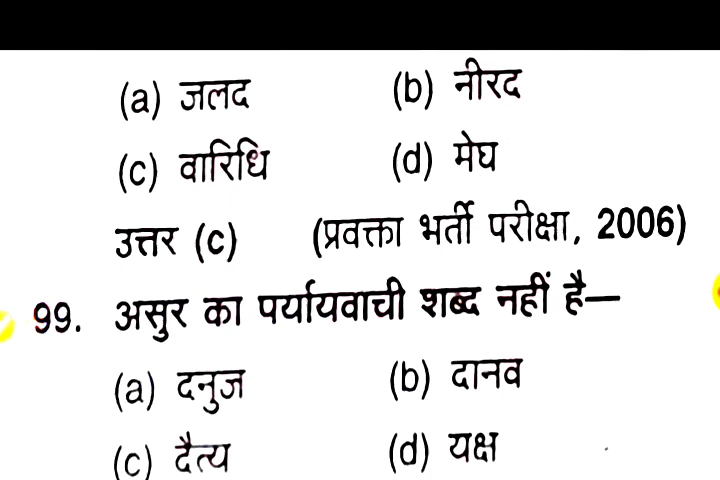 (a) जलद (b) नीरद
(c) वारिधि (d) मेघ
उत्तर (c) (प्रवक्ता भर्ती परीक्षा, 2006)
99. असुर का पर्यायवाची शब्द नहीं है—
(a) दनुज (b) दानव
(c) दैत्य (d) यक्ष